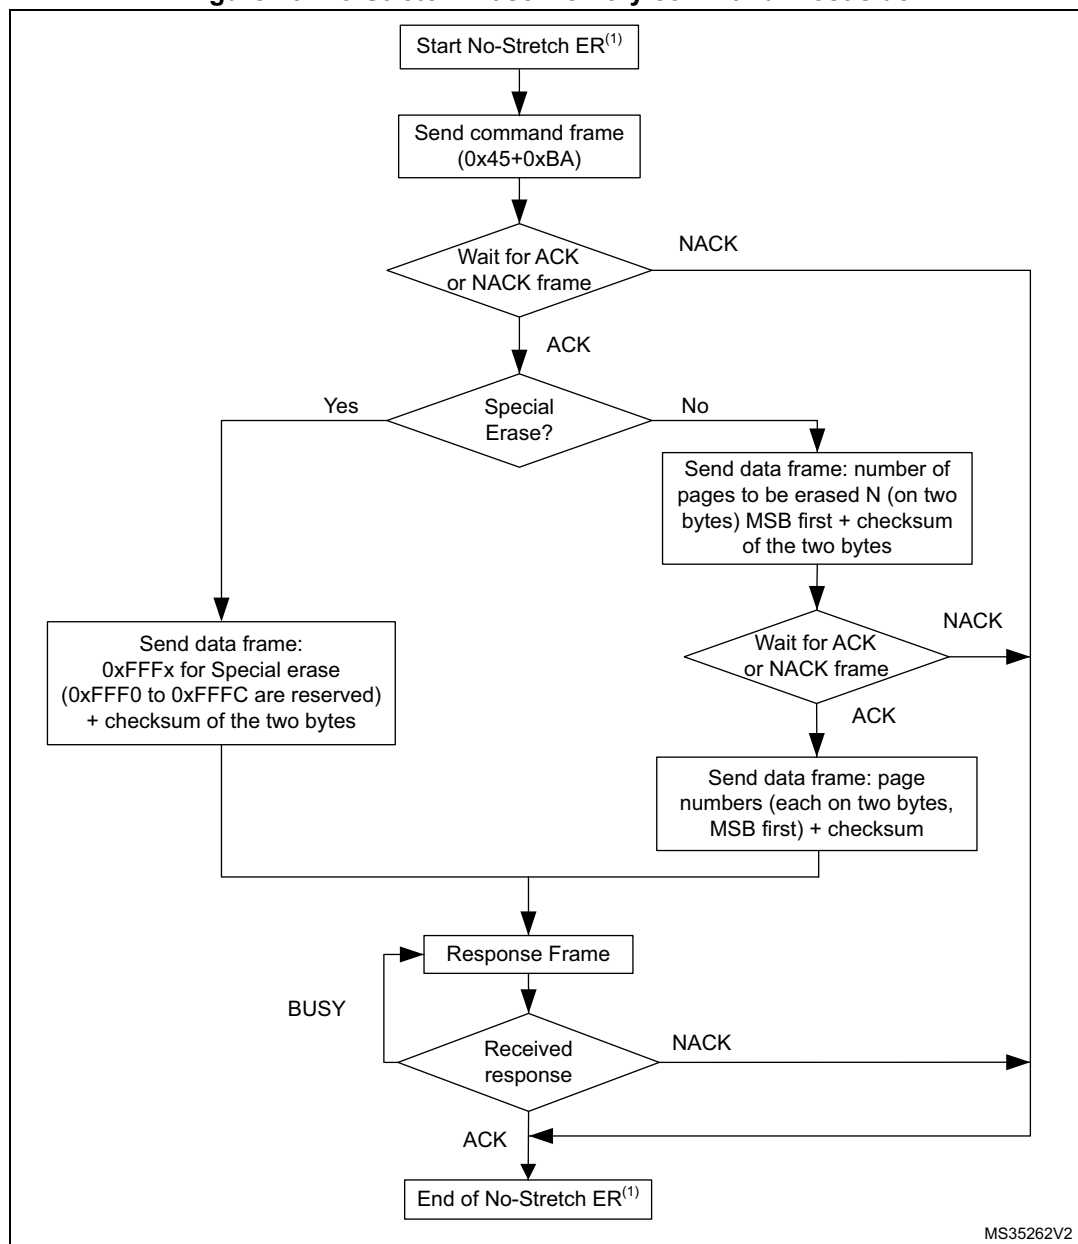 Start No-Stretch ER(1)
Send command frame
(0x45+0xBA)
NACK
Wait for ACK
or NACK frame
ACK
Yes
Special
Erase?
No
Send data frame: number of
pages to be erased N (on two
bytes) MSB first + checksum
of the two bytes
NACK
Wait for ACK
or NACK frame
Send data frame:
0xFFFx for Special erase
(0xFFF0 to 0xFFFC are reserved)
+ checksum of the two bytes
ACK
Send data frame: page
numbers (each on two bytes,
MSB first) + checksum
Response Frame
BUSY
Received
response
NACK
ACK
End of No-Stretch ER(1)
MS35262V2